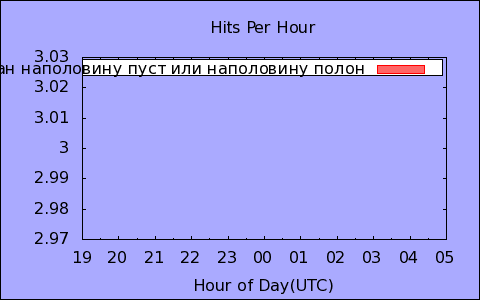 Hits Per Hour
3.03
ан наполовину пуст или наполовину полон
3.02
3.01
3
2.99
2.98
2.97
19 20 21 22 23 00 01 02 03 04 05
Hour of Day(UTC)